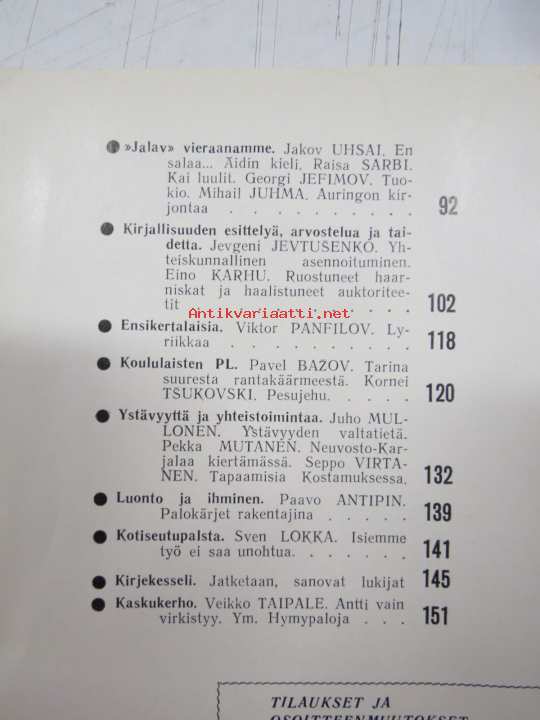 ● »Jalav» vieraanamme. Jakov UHSAI, En
salaa... Äidin kieli, Raisa SARBI.
Kai luulit. Georgi JEFIMOV. Tuo-
kio. Mihail JUHMA. Auringon kir-
jontaa . . . . . . . . . . 92
● Kirjallisuuden esittelyä, arvostelua ja tai-
detta. Jevgeni JEVTUŠENKO. Yh-
teiskunnallinen asennoituminen.
Eino KARHU. Ruostuneet haar-
niskat ja haalistuneet auktoritee-
tit . . . . . . . . . . 102
Antikvariaatti.net
● Ensikertalaisia. Viktor PANFILOV. Ly-
riikkaa . . . . . . . . . . 118
● Koululaisten PL. Pavel BAŽOV. Tarina
suuresta rantakäärmeestä. Kornei
TSUKOVSKI. Pesujehu. . . . . 120
● Ystävyyttä ja yhteistoimintaa. Juho MUL-
LONEN. Ystävyyden valtatietä.
Pekka MUTANEN. Neuvosto-Kar-
jalaa kiertämässä. Seppo VIRTA-
NEN. Tapaamisia Kostamuksessa. 132
● Luonto ja ihminen. Paavo ANTIPIN.
Palokärjet rakentajina . . . . . 139
● Kotiseutupalsta. Sven LOKKA. Isiemme
työ ei saa unohtua. . . . . . . 141
● Kirjekesseli. Jatketaan, sanovat lukijat 145
● Kaskukerho. Veikko TAIPALE. Antti vain
virkistyy. Ym. Hymypaloja . . . 151
TILAUKSET JA
OSOITTEENMUUTOKSET